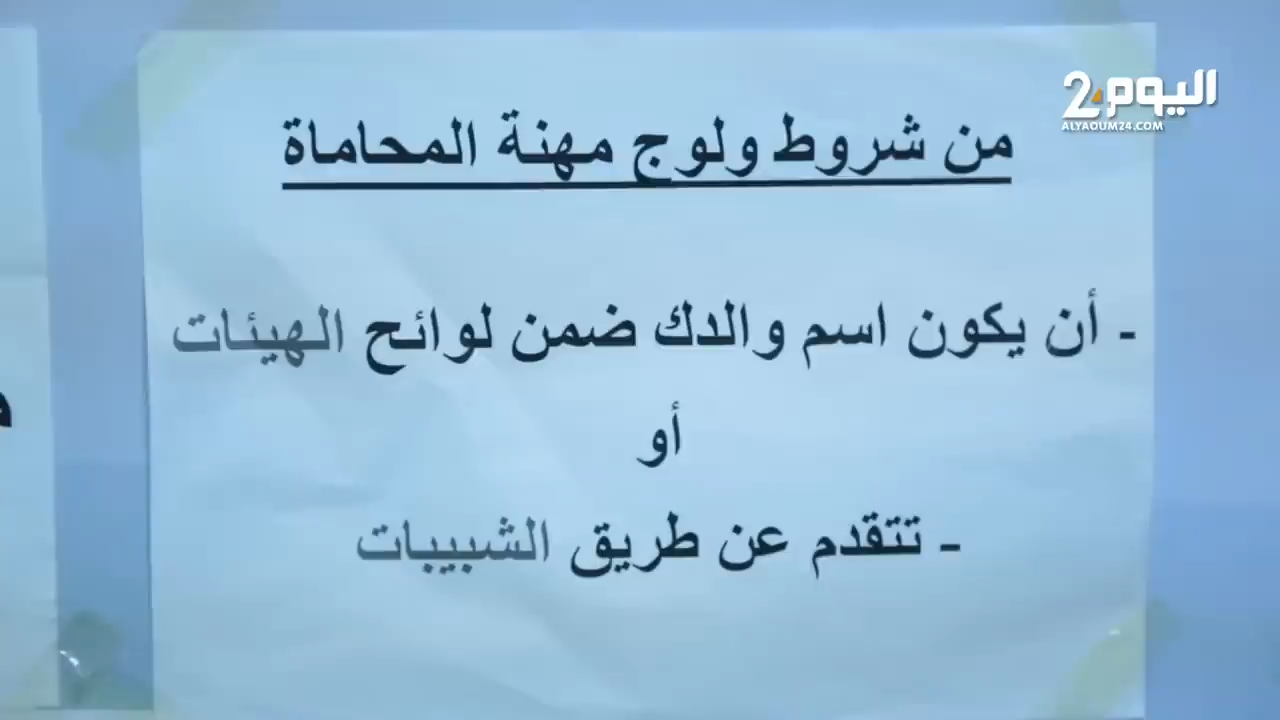 اليوم24
ALYAOUM24.COM
من شروط ولوج مهنة المحاماة
- أن يكون اسم والدك ضمن لوائح الهيئات
أو
- تتقدم عن طريق الشبيبات